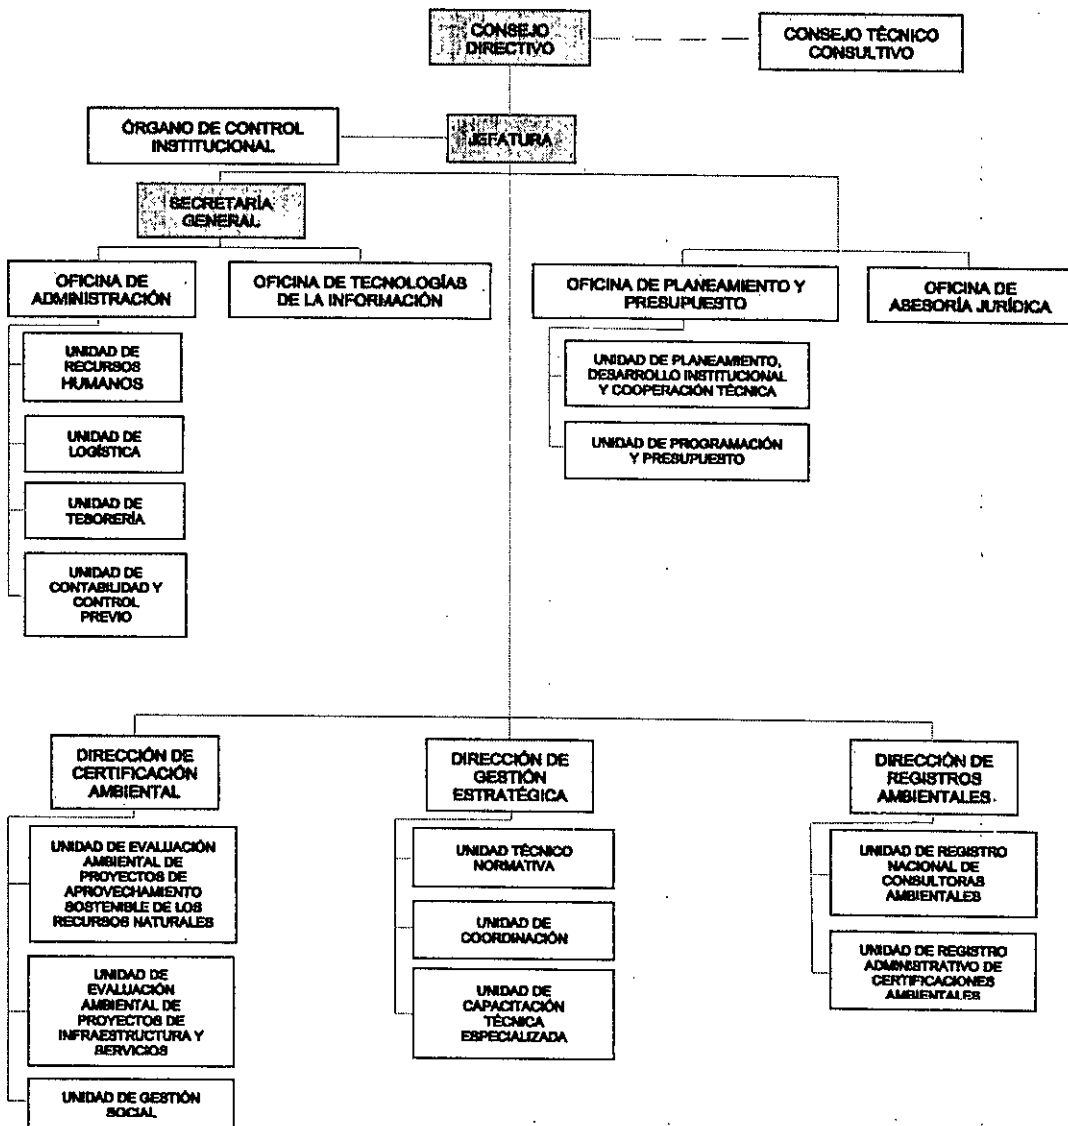 CONSEJO
DIRECTIVO
CONSEJO TÉCNICO
CONSULTIVO
ÓRGANO DE CONTROL
INSTITUCIONAL
JEFATURA
SECRETARÍA
GENERAL
OFICINA DE
ADMINISTRACIÓN
OFICINA DE TECNOLOGÍAS
DE LA INFORMACIÓN
OFICINA DE PLANEAMIENTO Y
PRESUPUESTO
OFICINA DE
ASESORÍA JURÍDICA
UNIDAD DE
RECURSOS
HUMANOS
UNIDAD DE
LOGÍSTICA
UNIDAD DE
TESORERÍA
UNIDAD DE
CONTABILIDAD Y
CONTROL
PREVIO
UNIDAD DE PLANEAMIENTO,
DESARROLLO INSTITUCIONAL
Y COOPERACIÓN TÉCNICA
UNIDAD DE PROGRAMACIÓN
Y PRESUPUESTO
DIRECCIÓN DE
CERTIFICACIÓN
AMBIENTAL
UNIDAD DE EVALUACIÓN
AMBIENTAL DE
PROYECTOS DE
APROVECHAMIENTO
SOSTENIBLE DE LOS
RECURSOS NATURALES
UNIDAD DE
EVALUACIÓN
AMBIENTAL DE
PROYECTOS DE
INFRAESTRUCTURA Y
SERVICIOS
UNIDAD DE GESTIÓN
SOCIAL
DIRECCIÓN DE
GESTIÓN
ESTRATÉGICA
UNIDAD TÉCNICO
NORMATIVA
UNIDAD DE
COORDINACIÓN
UNIDAD DE
CAPACITACIÓN
TÉCNICA
ESPECIALIZADA
DIRECCIÓN DE
REGISTROS
AMBIENTALES
UNIDAD DE REGISTRO
NACIONAL DE
CONSULTORAS
AMBIENTALES
UNIDAD DE REGISTRO
ADMINISTRATIVO DE
CERTIFICACIONES
AMBIENTALES